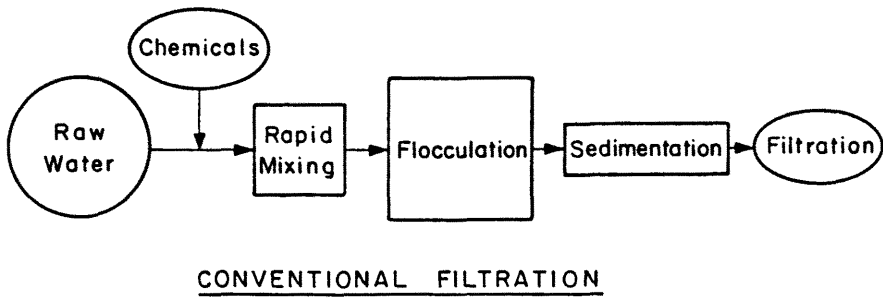 Chemicals
Raw
Water
Rapid
Mixing
Flocculation
Sedimentation
Filtration
CONVENTIONAL FILTRATION